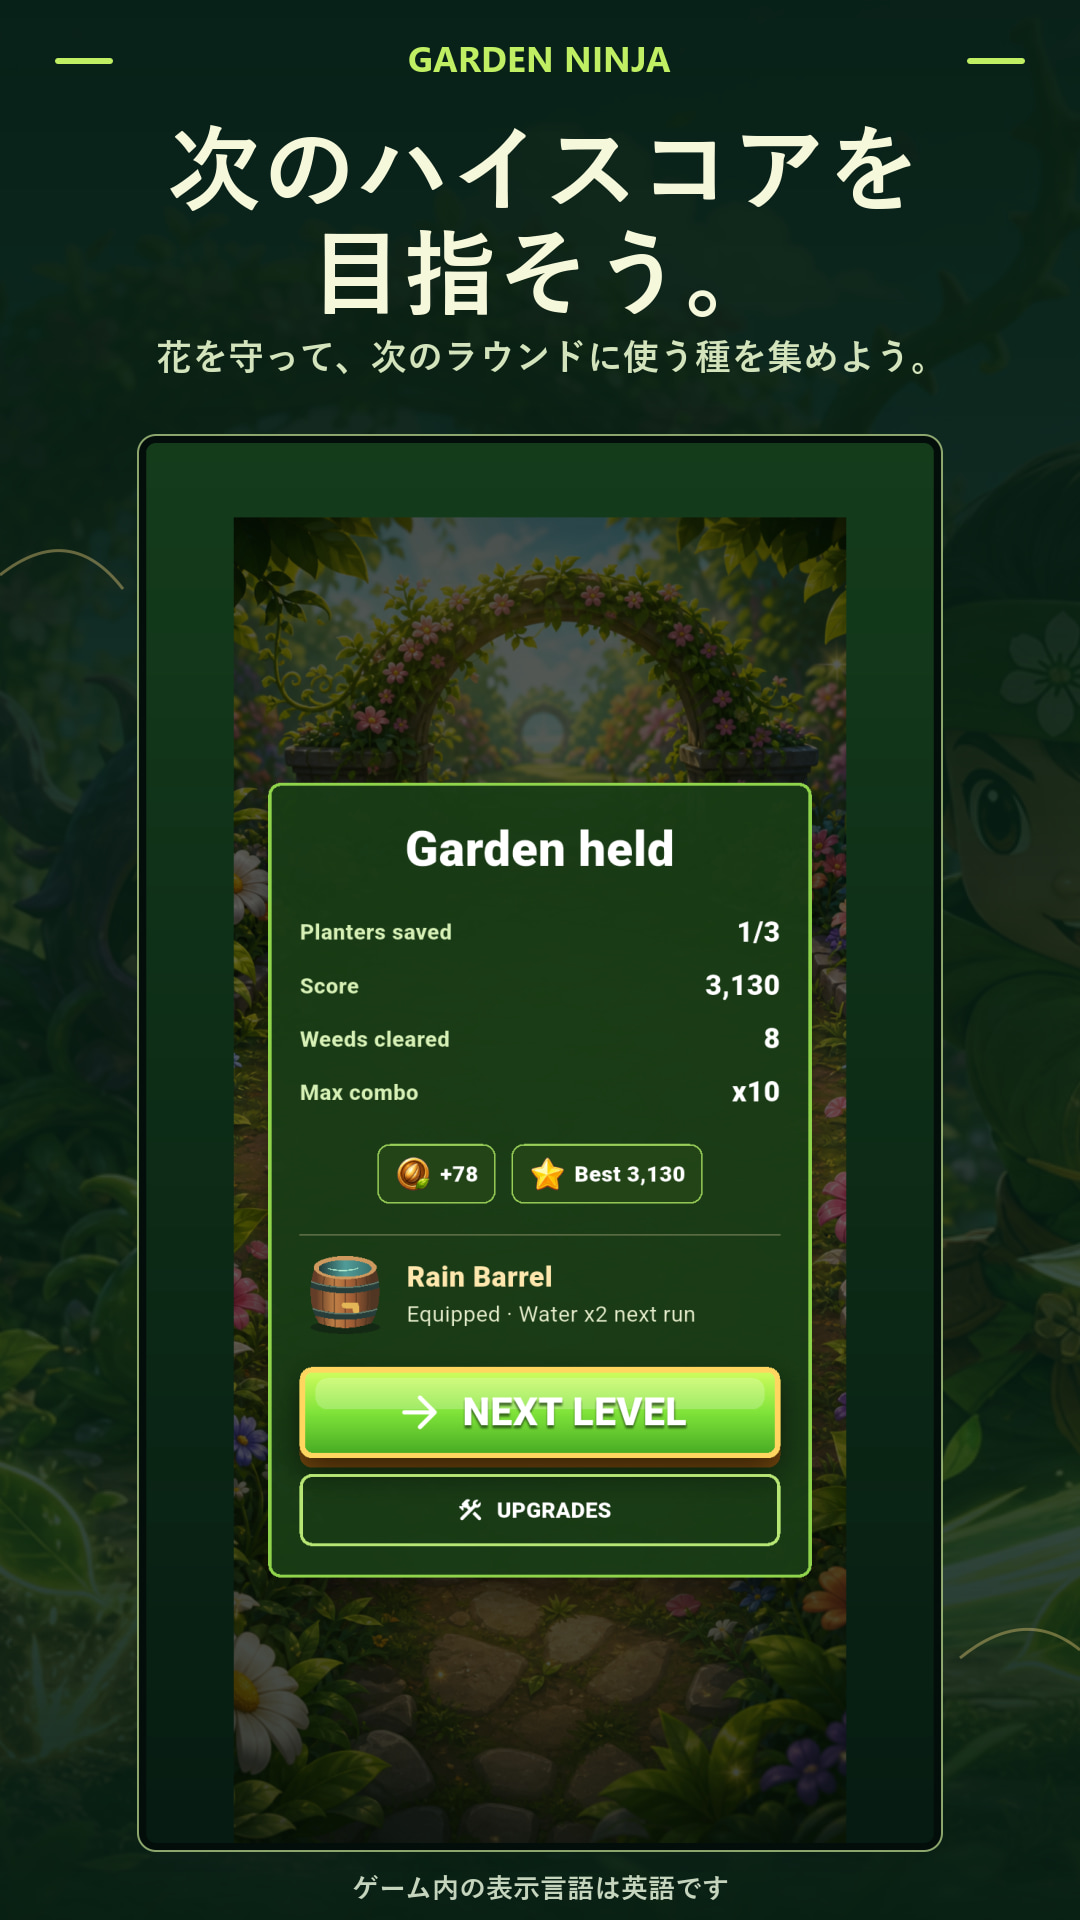 GARDEN NINJA
次のハイスコアを
目指そう。
花を守って、次のラウンドに使う種を集めよう。
Garden held
Planters saved 1/3
Score 3,130
Weeds cleared 8
Max combo x10
+78 Best 3,130
Rain Barrel
Equipped · Water x2 next run
NEXT LEVEL
UPGRADES
ゲーム内の表示言語は英語です